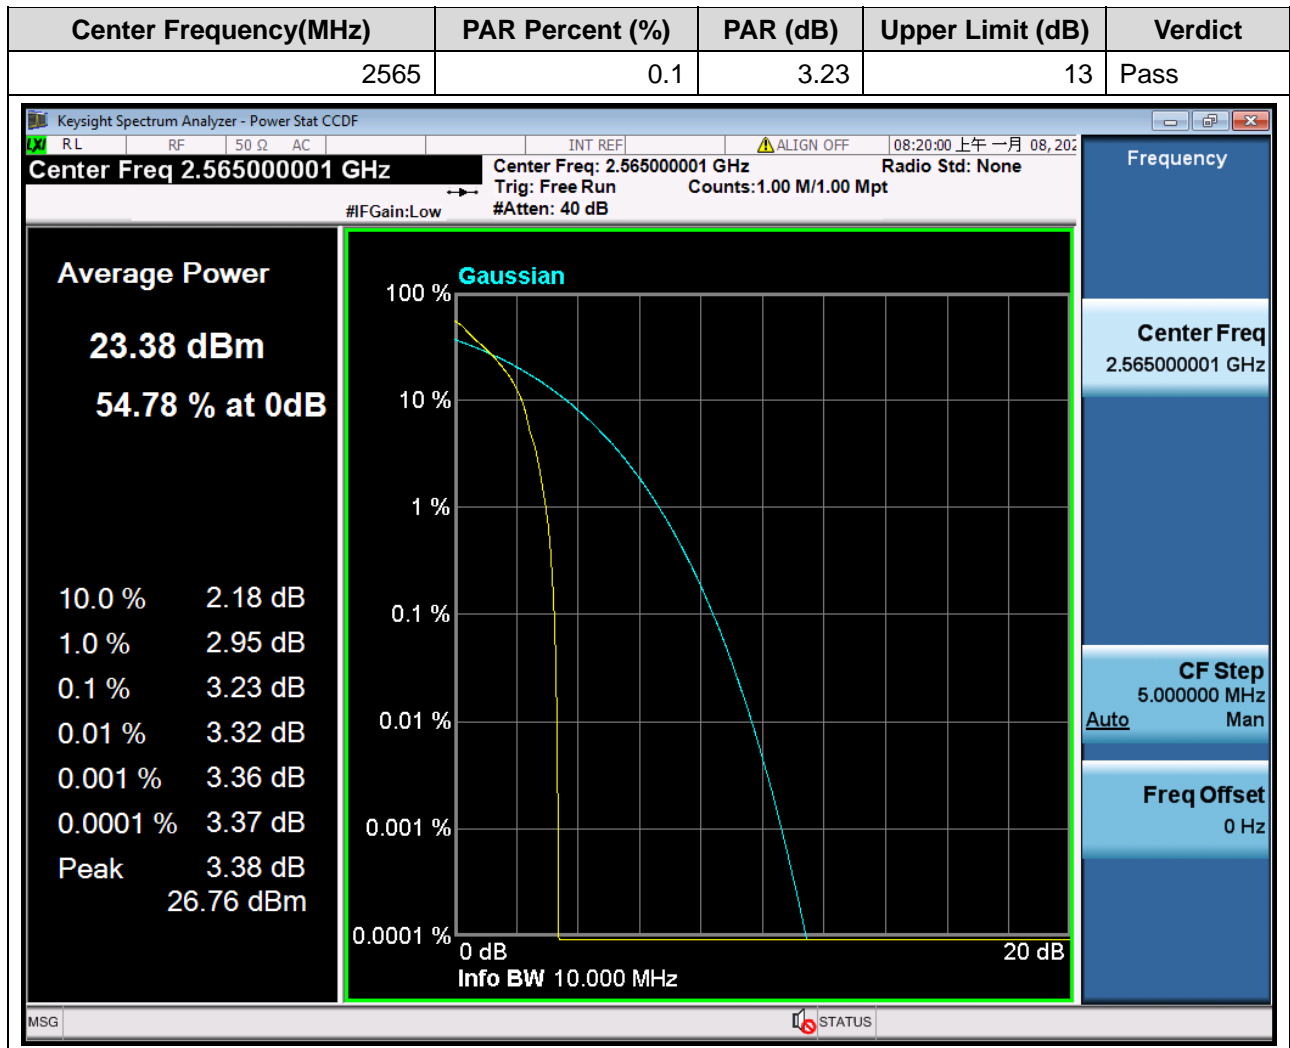 Center Frequency(MHz) PAR Percent (%) PAR (dB) Upper Limit (dB) Verdict
2565 0.1 3.23 13 Pass
Keysight Spectrum Analyzer - Power Stat CCDF
LXI RL RF 50 Ω AC INT REF ALIGN OFF 08:20:00 上午 一月 08, 202
Center Freq 2.565000001 GHz
Center Freq: 2.565000001 GHz Radio Std: None
Trig: Free Run Counts:1.00 M/1.00 Mpt
#IFGain:Low #Atten: 40 dB
Average Power
23.38 dBm
54.78 % at 0dB
10.0 % 2.18 dB
1.0 % 2.95 dB
0.1 % 3.23 dB
0.01 % 3.32 dB
0.001 % 3.36 dB
0.0001 % 3.37 dB
Peak 3.38 dB
26.76 dBm
Gaussian
100 %
10 %
1 %
0.1 %
0.01 %
0.001 %
0.0001 %
0 dB 20 dB
Info BW 10.000 MHz
Frequency
Center Freq
2.565000001 GHz
CF Step
5.000000 MHz
Auto Man
Freq Offset
0 Hz
MSG STATUS